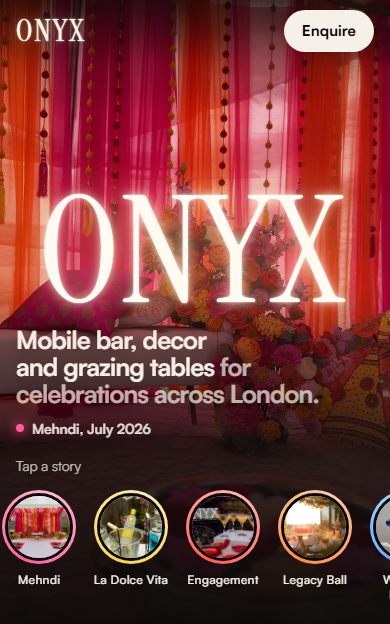 ONYX
Enquire
ONYX
Mobile bar, decor
and grazing tables for
celebrations across London.
Mehndi, July 2026
Tap a story
NYX
Mehndi
La Dolce Vita
Engagement
Legacy Ball